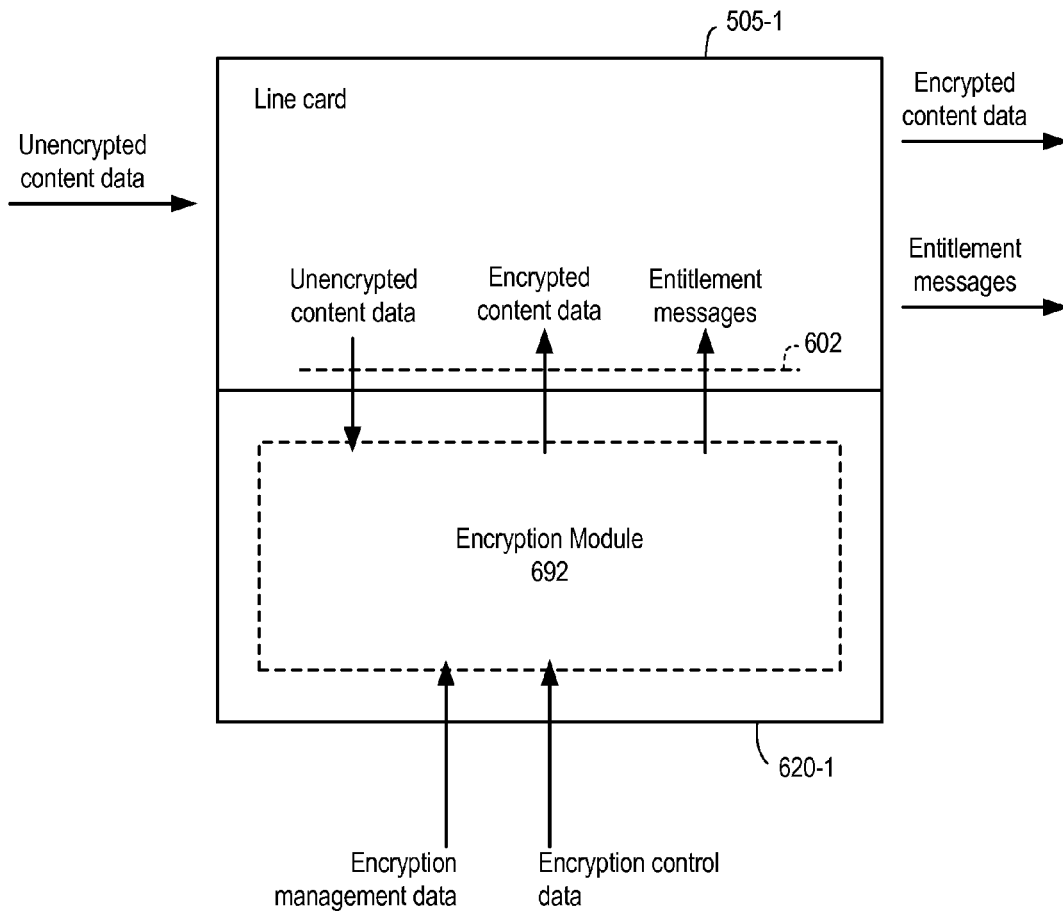 505-1
Line card
Encrypted
content data
Unencrypted
content data
Entitlement
messages
Unencrypted
content data
Encrypted
content data
Entitlement
messages
602
Encryption Module
692
620-1
Encryption
management data
Encryption control
data